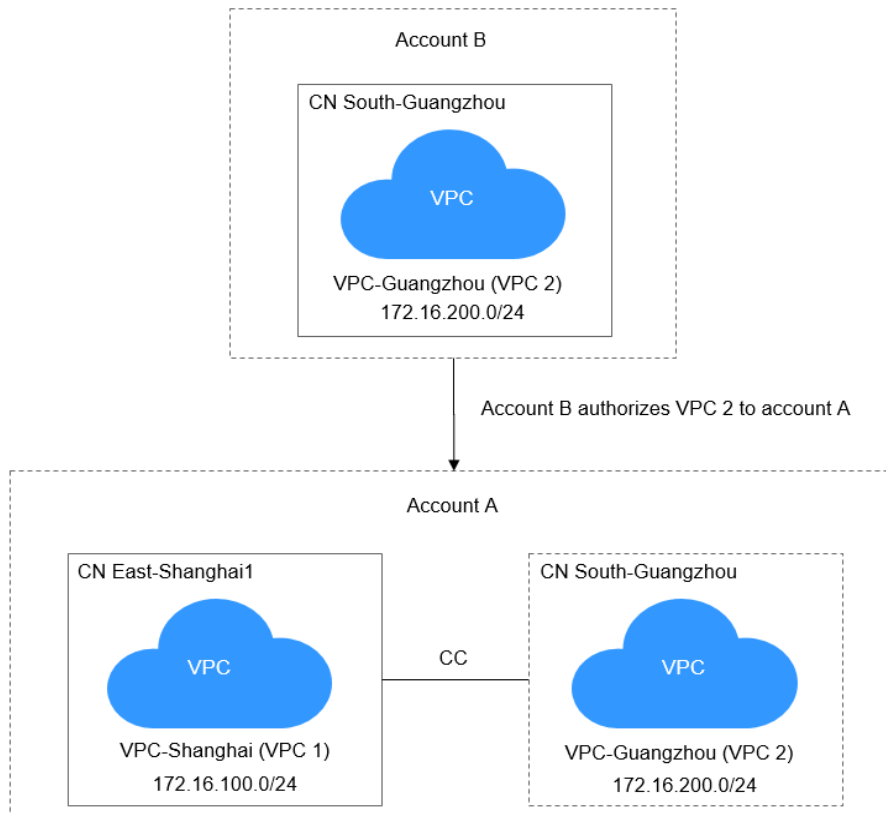 Account B
CN South-Guangzhou
VPC
VPC-Guangzhou (VPC 2)
172.16.200.0/24
Account B authorizes VPC 2 to account A
Account A
CN East-Shanghai1
VPC
VPC-Shanghai (VPC 1)
172.16.100.0/24
CC
CN South-Guangzhou
VPC
VPC-Guangzhou (VPC 2)
172.16.200.0/24